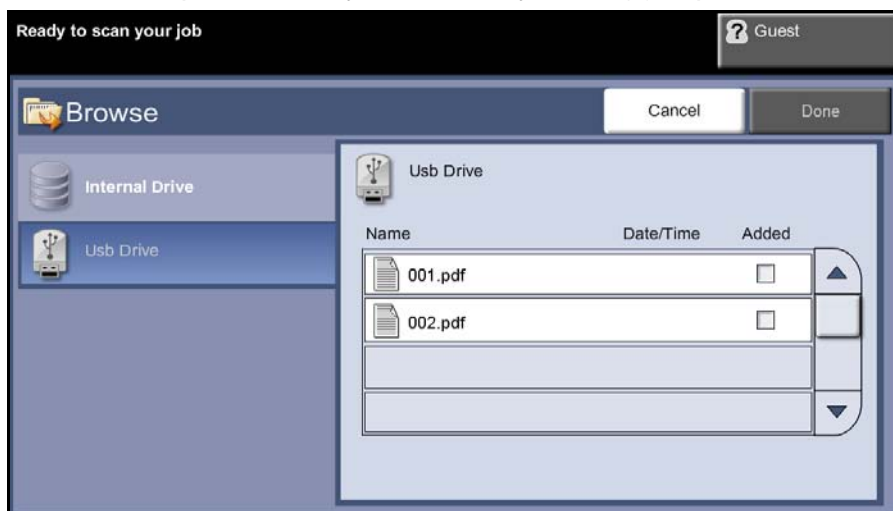 Ready to scan your job
? Guest
Browse
Cancel
Done
Internal Drive
Usb Drive
Usb Drive
Name Date/Time Added
001.pdf
002.pdf